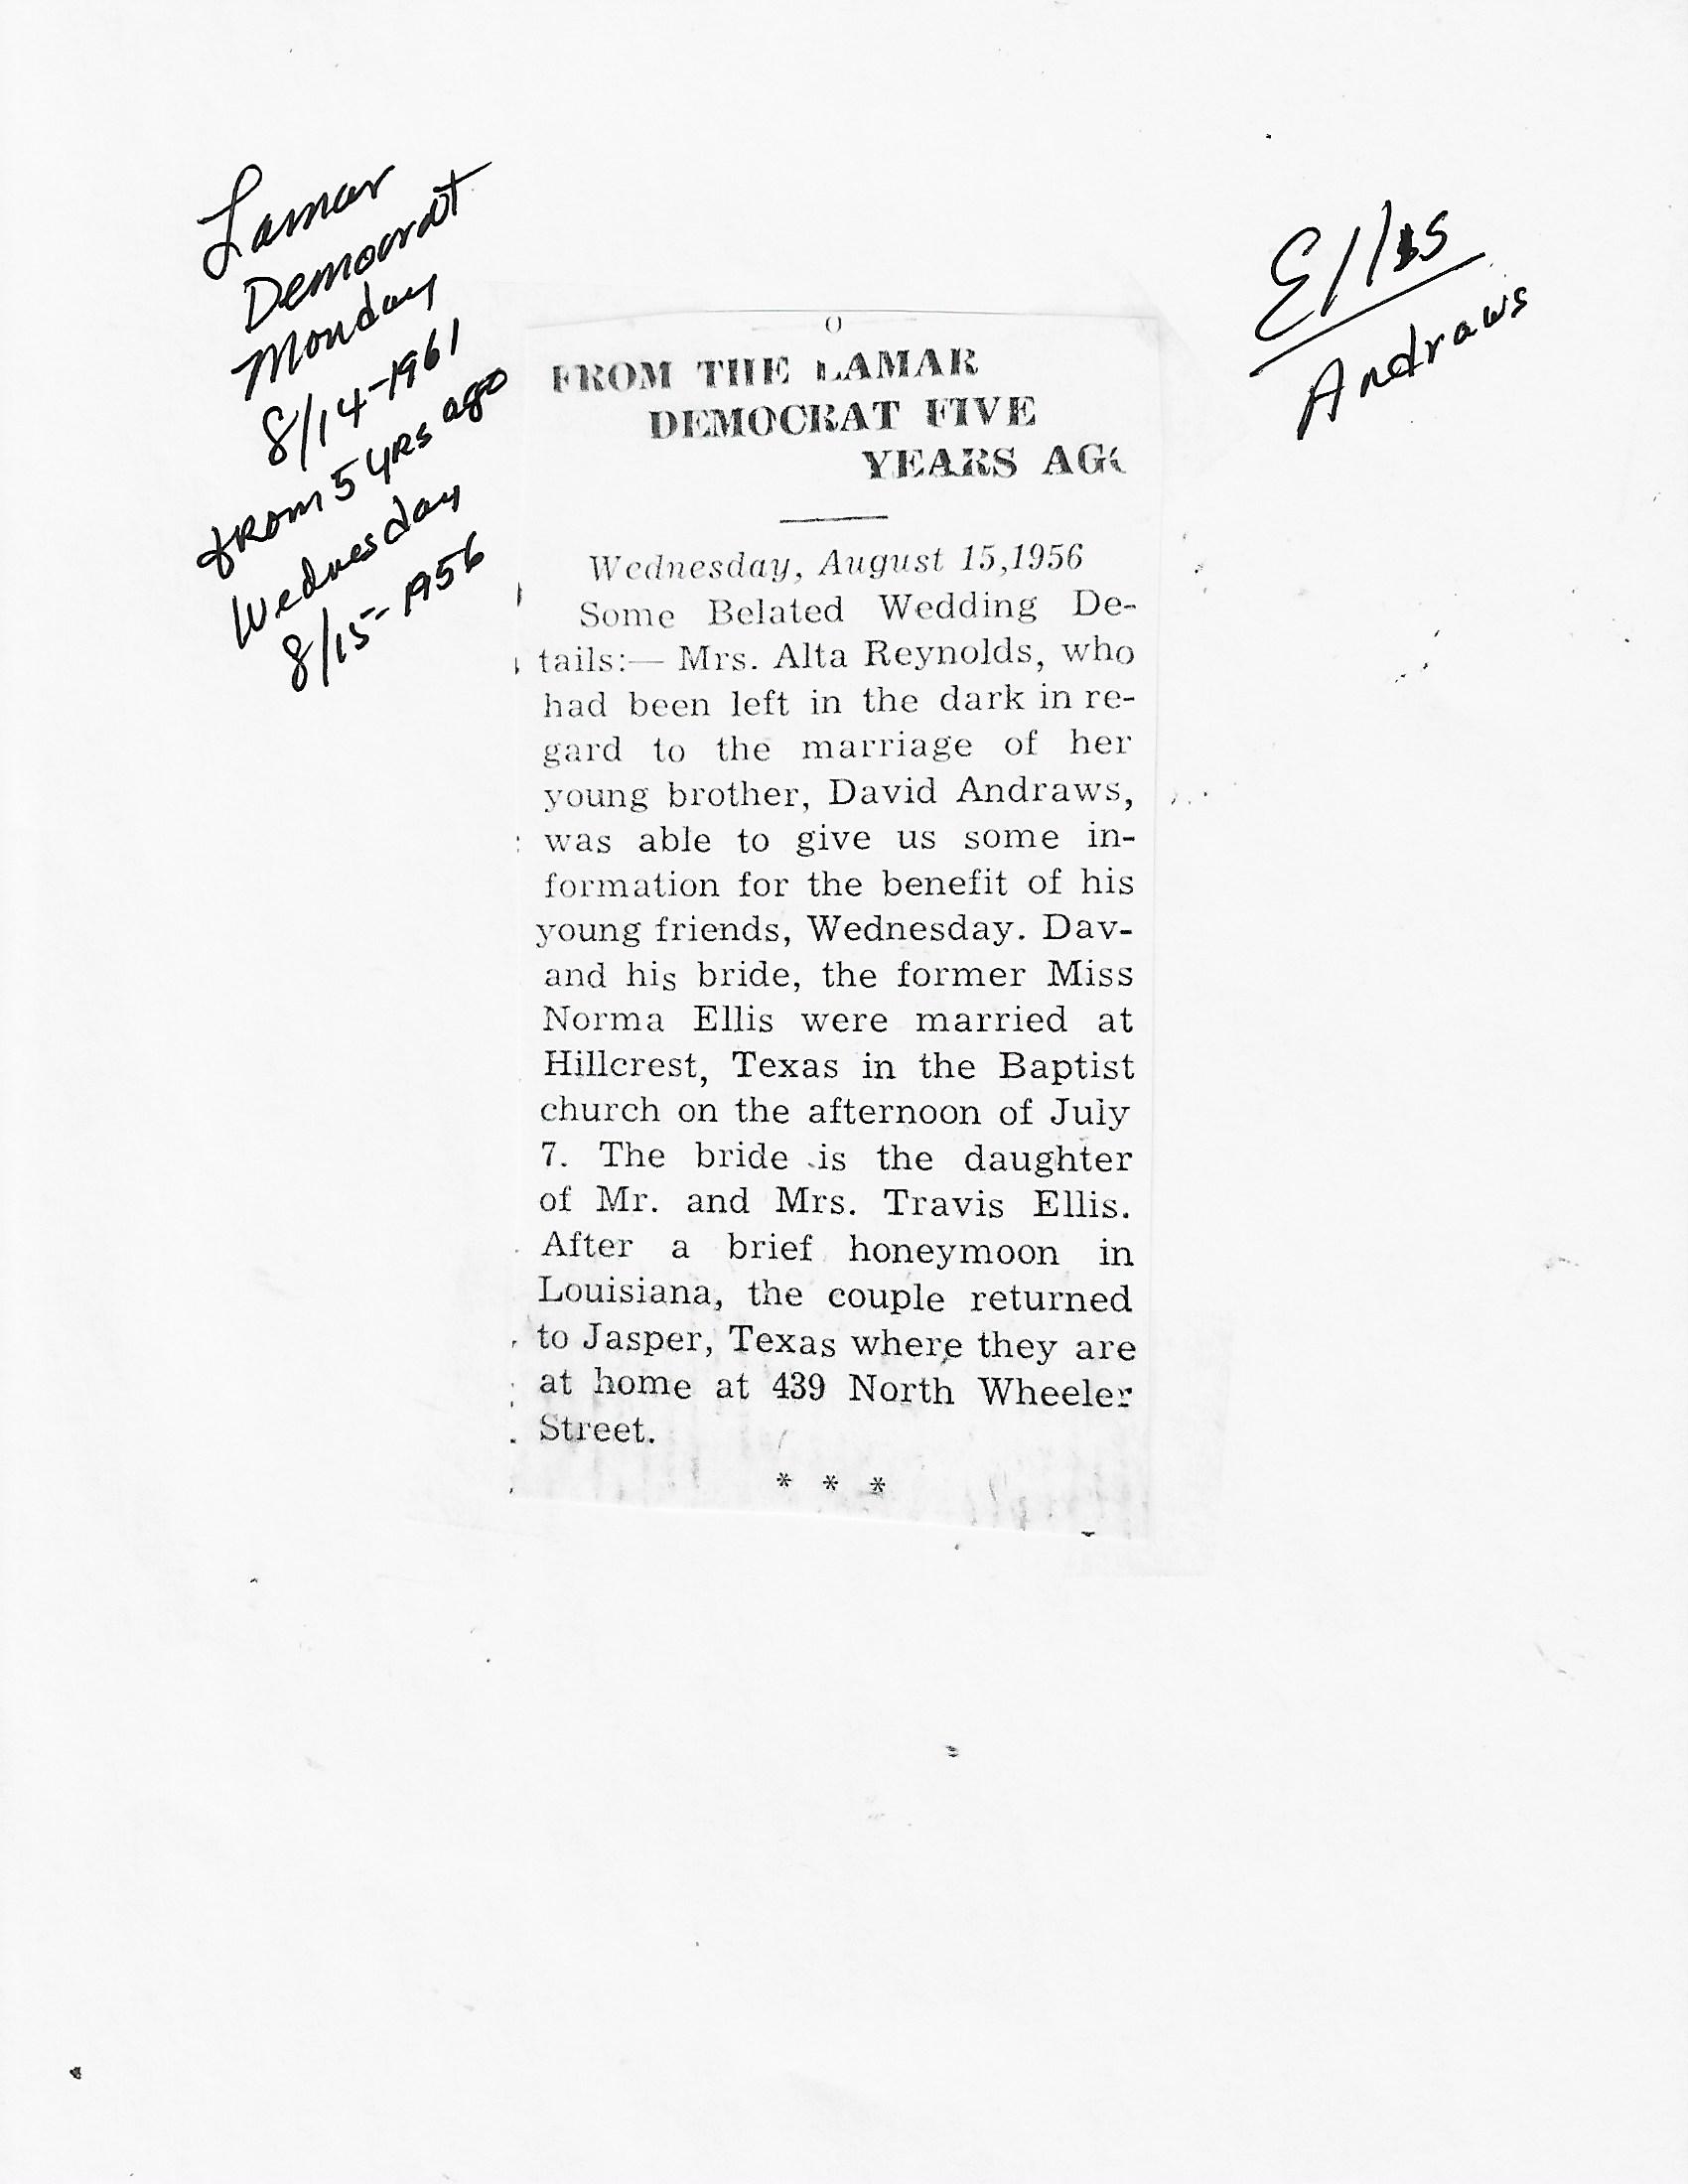 Lamar
Democrat
Monday
8/14-1961
from 5 yrs ago
Wednesday
8/15-1956
Ellis
Andraws
FROM THE LAMAR
DEMOCRAT FIVE
YEARS AG
Wednesday, August 15,1956
Some Belated Wedding De-
tails:— Mrs. Alta Reynolds, who
had been left in the dark in re-
gard to the marriage of her
young brother, David Andraws,
was able to give us some in-
formation for the benefit of his
young friends, Wednesday. Dav-
and his bride, the former Miss
Norma Ellis were married at
Hillcrest, Texas in the Baptist
church on the afternoon of July
7. The bride is the daughter
of Mr. and Mrs. Travis Ellis.
After a brief honeymoon in
Louisiana, the couple returned
to Jasper, Texas where they are
at home at 439 North Wheeler
Street.
* * *